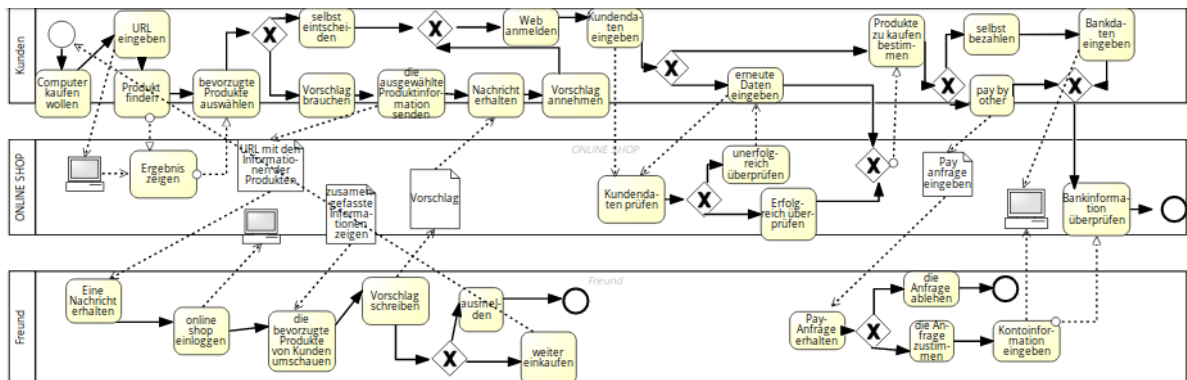 Kunden
Computer
kaufen
wollen
URL
eingeben
Produkt
finden
bevorzugte
Produkte
auswählen
selbst
eintschei-
den
Vorschlag
brauchen
die
ausgewählte
Produktinfor-
mation
senden
Web
anmelden
Nachricht
erhalten
Vorschlag
annehmen
Kundenda-
ten
eingeben
erneute
Daten
eingeben
Produkte
zu kaufen
bestim-
men
selbst
bezahlen
pay by
other
Bankda-
ten
eingeben
ONLINE SHOP
ONLINE SHOP
Ergebnis
zeigen
URL mit den
Informatio-
nen der
Produkten
zusamen-
gefasste
Informa-
tionen
zeigen
Vorschlag
Kundenda-
ten prüfen
unerfolg-
reich
überprüfen
Erfolg-
reich über-
prüfen
Pay
anfrage
eingeben
Bankinforma-
tion
überprüfen
Freund
Freund
Eine
Nachricht
erhalten
online
shop
einloggen
die
bevorzugte
Produkte
von Kunden
umschauen
Vorschlag
schreiben
ausmel-
den
weiter
einkaufen
Pay-
Anfrage
erhalten
die
Anfrage
ablehen
die An-
frage
zustim-
men
Kontoinfor-
mation
eingeben